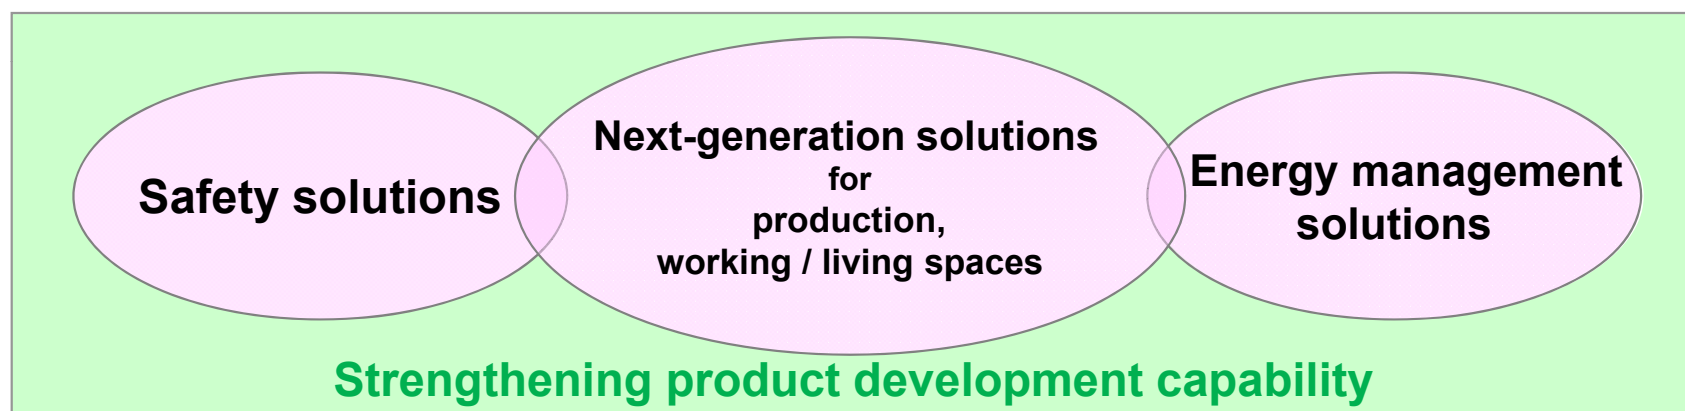 Safety solutions
Next-generation solutions
for
production,
working / living spaces
Energy management
solutions
Strengthening product development capability